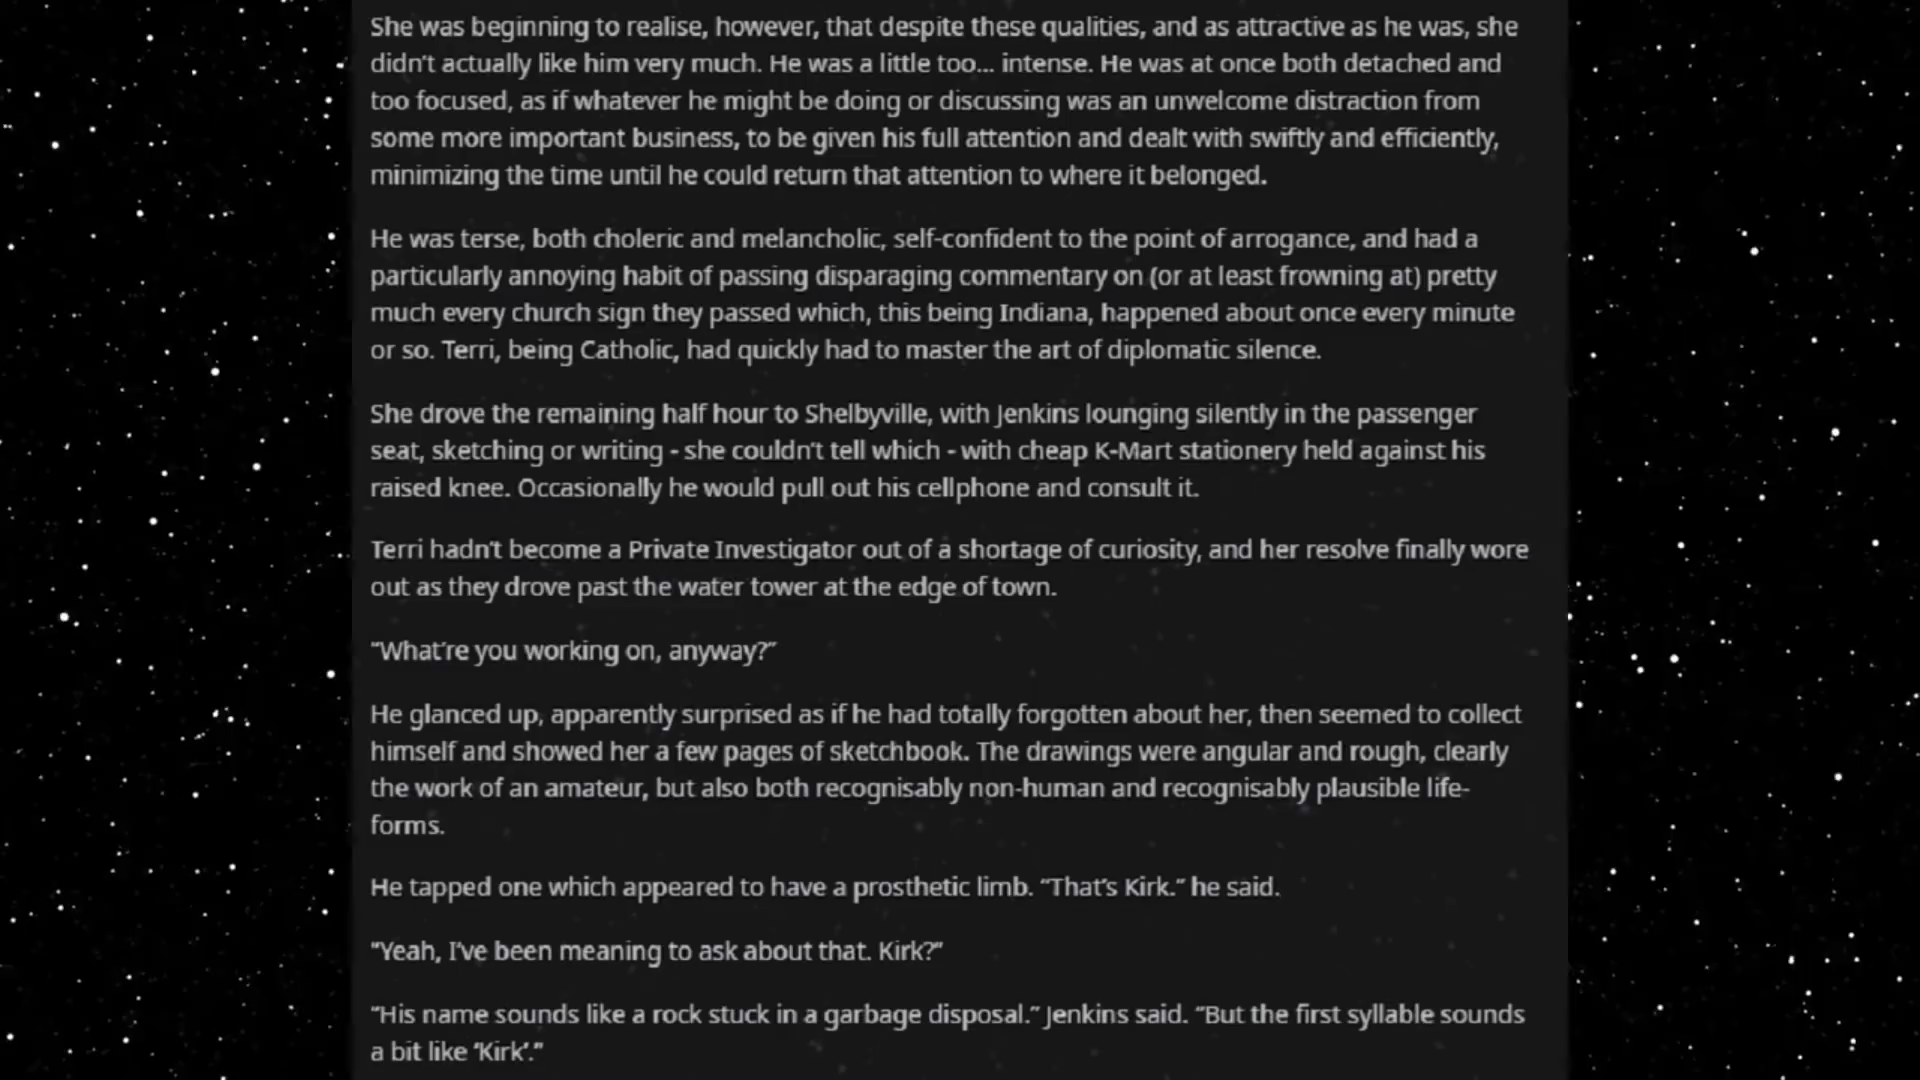 She was beginning to realise, however, that despite these qualities, and as attractive as he was, she
didn't actually like him very much. He was a little too... intense. He was at once both detached and
too focused, as if whatever he might be doing or discussing was an unwelcome distraction from
some more important business, to be given his full attention and dealt with swiftly and efficiently,
minimizing the time until he could return that attention to where it belonged.
He was terse, both choleric and melancholic, self-confident to the point of arrogance, and had a
particularly annoying habit of passing disparaging commentary on (or at least frowning at) pretty
much every church sign they passed which, this being Indiana, happened about once every minute
or so. Terri, being Catholic, had quickly had to master the art of diplomatic silence.
She drove the remaining half hour to Shelbyville, with Jenkins lounging silently in the passenger
seat, sketching or writing - she couldn't tell which - with cheap K-Mart stationery held against his
raised knee. Occasionally he would pull out his cellphone and consult it.
Terri hadn't become a Private Investigator out of a shortage of curiosity, and her resolve finally wore
out as they drove past the water tower at the edge of town.
“What're you working on, anyway?”
He glanced up, apparently surprised as if he had totally forgotten about her, then seemed to collect
himself and showed her a few pages of sketchbook. The drawings were angular and rough, clearly
the work of an amateur, but also both recognisably non-human and recognisably plausible life-
forms.
He tapped one which appeared to have a prosthetic limb. “That's Kirk.” he said.
“Yeah, I've been meaning to ask about that. Kirk?”
“His name sounds like a rock stuck in a garbage disposal.” Jenkins said. “But the first syllable sounds
a bit like ‘Kirk’.”